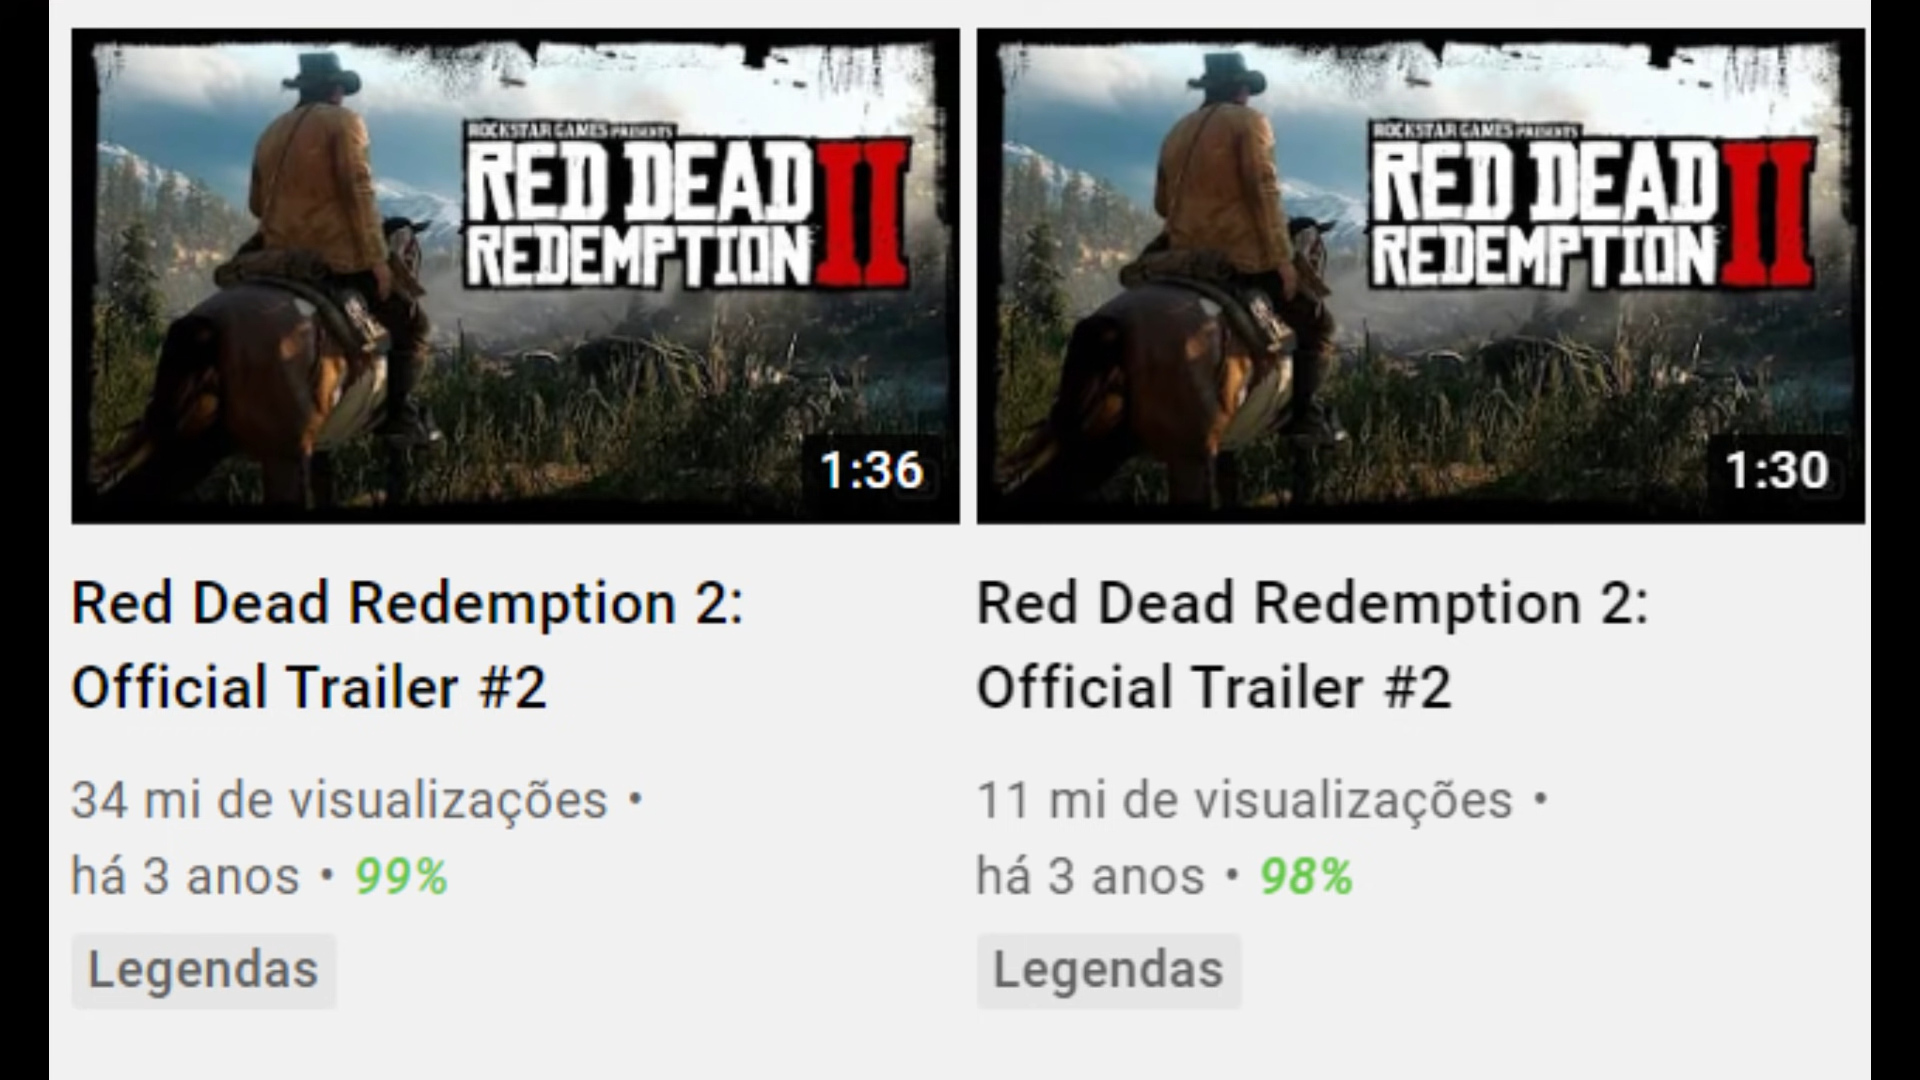 ROCKSTAR GAMES PRESENTS
RED DEAD
REDEMPTION II
1:36
Red Dead Redemption 2:
Official Trailer #2
34 mi de visualizações •
há 3 anos • 99%
Legendas
ROCKSTAR GAMES PRESENTS
RED DEAD
REDEMPTION II
1:30
Red Dead Redemption 2:
Official Trailer #2
11 mi de visualizações •
há 3 anos • 98%
Legendas